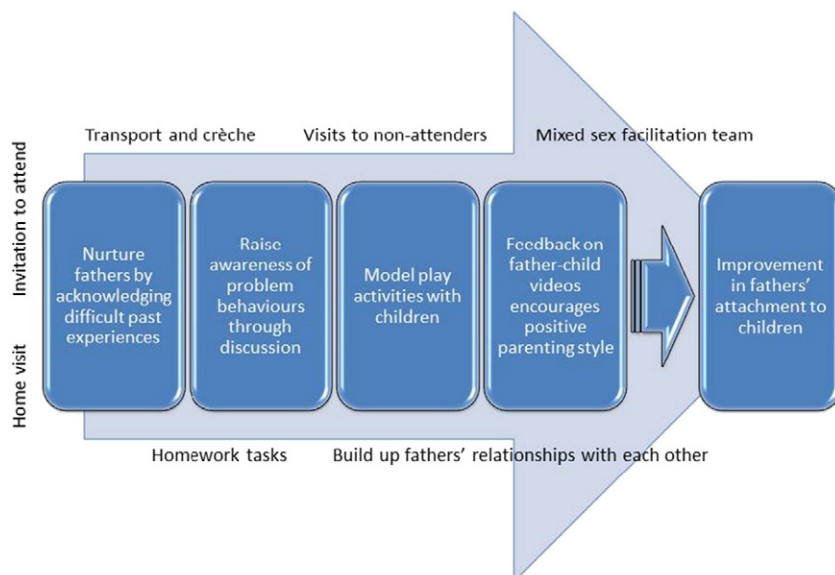 Transport and crèche
Visits to non-attenders
Mixed sex facilitation team
Invitation to attend
Home visit
Nurture
fathers by
acknowledging
difficult past
experiences
Raise
awareness of
problem
behaviours
through
discussion
Model play
activities with
children
Feedback on
father-child
videos
encourages
positive
parenting style
Improvement
in fathers'
attachment to
children
Homework tasks
Build up fathers' relationships with each other